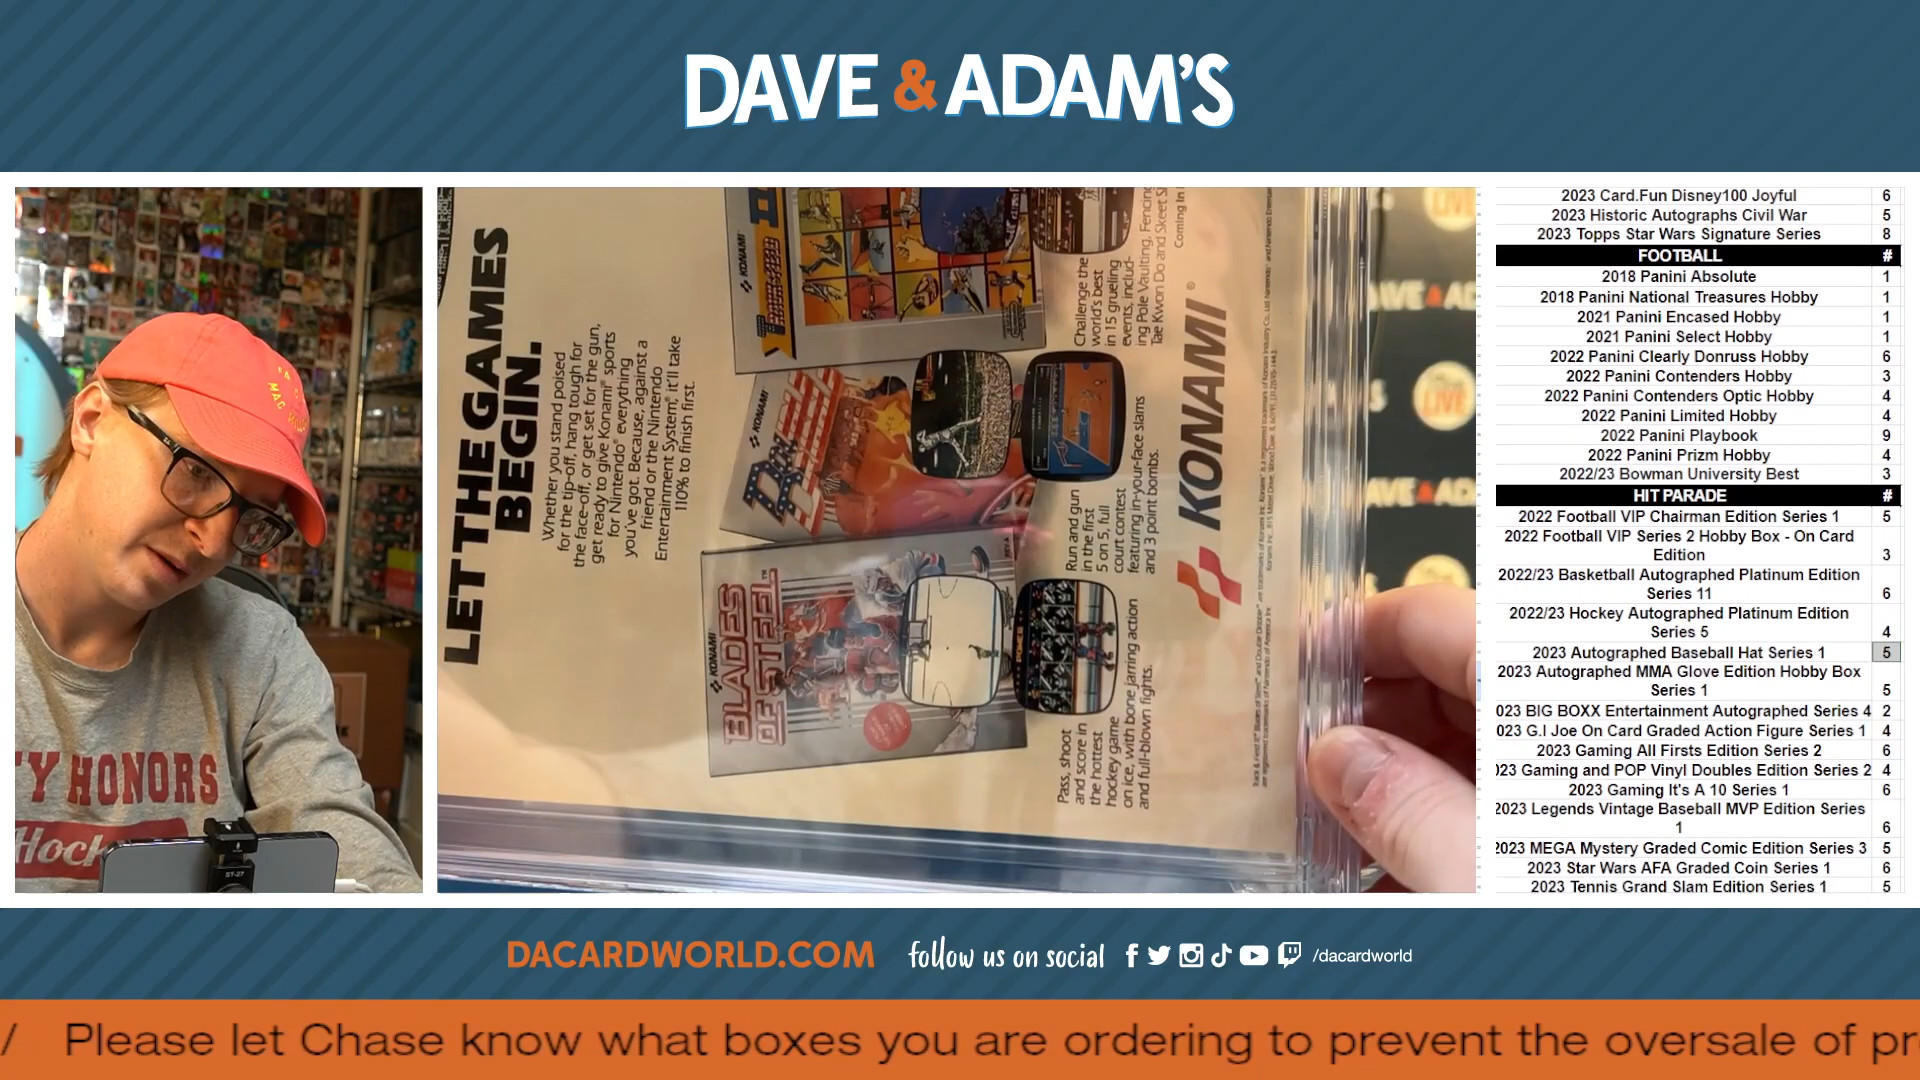 DAVE & ADAM'S
Y HONORS
Hock
ST-27
LET THE GAMES
BEGIN.
Whether you stand poised
for the tip-off, hang tough for
the face-off, or get set for the gun,
get ready to give Konami® sports
for Nintendo® everything
you've got. Because, against a
friend or the Nintendo
Entertainment System,® it'll take
110% to finish first.
KONAMI
BLADES
OF STEEL™
Pass, shoot
and score in
the hottest
hockey game
on ice, with bone jarring action
and full-blown fights.
KONAMI
Run and gun
in the first
5 on 5, full
court contest
featuring in-your-face slams
and 3 point bombs.
KONAMI
II
Challenge the
world's best
in 15 grueling
events, includ-
ing Pole Vaulting, Fencing
Tae Kwon Do and Skeet S
Coming In
KONAMI®
LIVE
AVE & AD
LIVE
AVE & AD
2023 Card.Fun Disney100 Joyful 6
2023 Historic Autographs Civil War 5
2023 Topps Star Wars Signature Series 8
FOOTBALL #
2018 Panini Absolute 1
2018 Panini National Treasures Hobby 1
2021 Panini Encased Hobby 1
2021 Panini Select Hobby 1
2022 Panini Clearly Donruss Hobby 6
2022 Panini Contenders Hobby 3
2022 Panini Contenders Optic Hobby 4
2022 Panini Limited Hobby 4
2022 Panini Playbook 9
2022 Panini Prizm Hobby 4
2022/23 Bowman University Best 3
HIT PARADE #
2022 Football VIP Chairman Edition Series 1 5
2022 Football VIP Series 2 Hobby Box - On Card
Edition 3
2022/23 Basketball Autographed Platinum Edition
Series 11 6
2022/23 Hockey Autographed Platinum Edition
Series 5 4
2023 Autographed Baseball Hat Series 1 5
2023 Autographed MMA Glove Edition Hobby Box
Series 1 5
023 BIG BOXX Entertainment Autographed Series 4 2
023 G.I Joe On Card Graded Action Figure Series 1 4
2023 Gaming All Firsts Edition Series 2 6
23 Gaming and POP Vinyl Doubles Edition Series 2 4
2023 Gaming It's A 10 Series 1 6
2023 Legends Vintage Baseball MVP Edition Series
1 6
2023 MEGA Mystery Graded Comic Edition Series 3 5
2023 Star Wars AFA Graded Coin Series 1 6
2023 Tennis Grand Slam Edition Series 1 5
DACARDWORLD.COM follow us on social /dacardworld
/ Please let Chase know what boxes you are ordering to prevent the oversale of pr